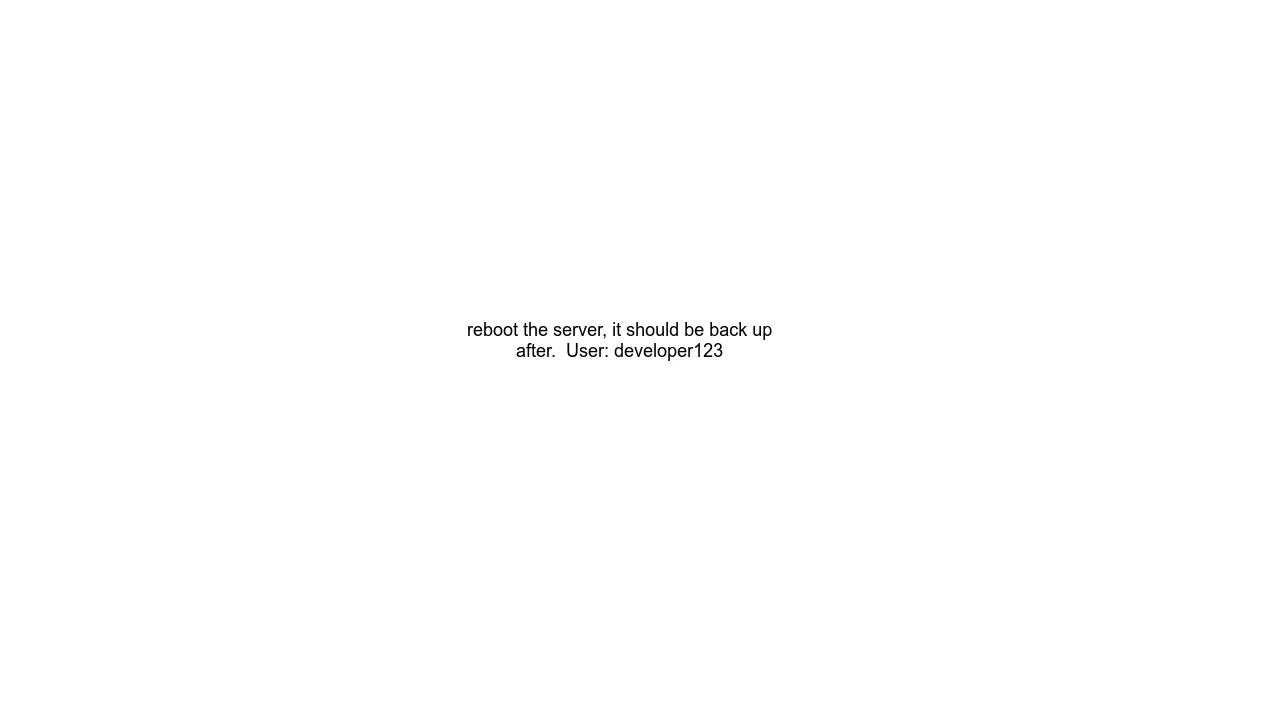 reboot the server, it should be back up
after.  User: developer123